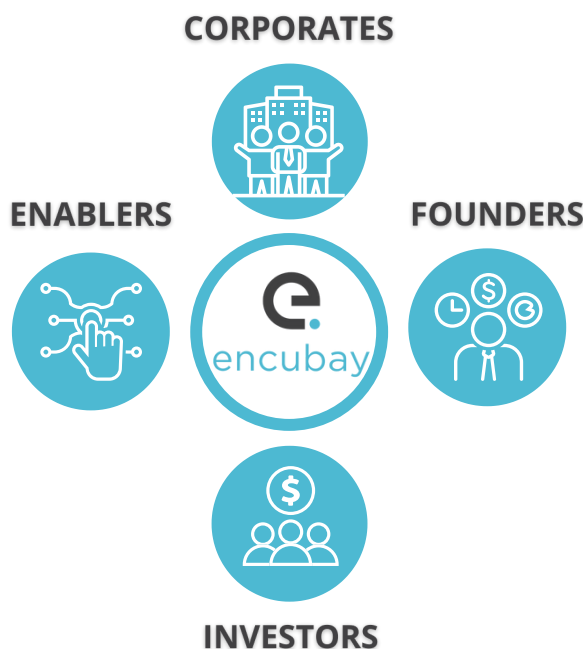 CORPORATES
ENABLERS
FOUNDERS
$
e.
encubay
$
INVESTORS